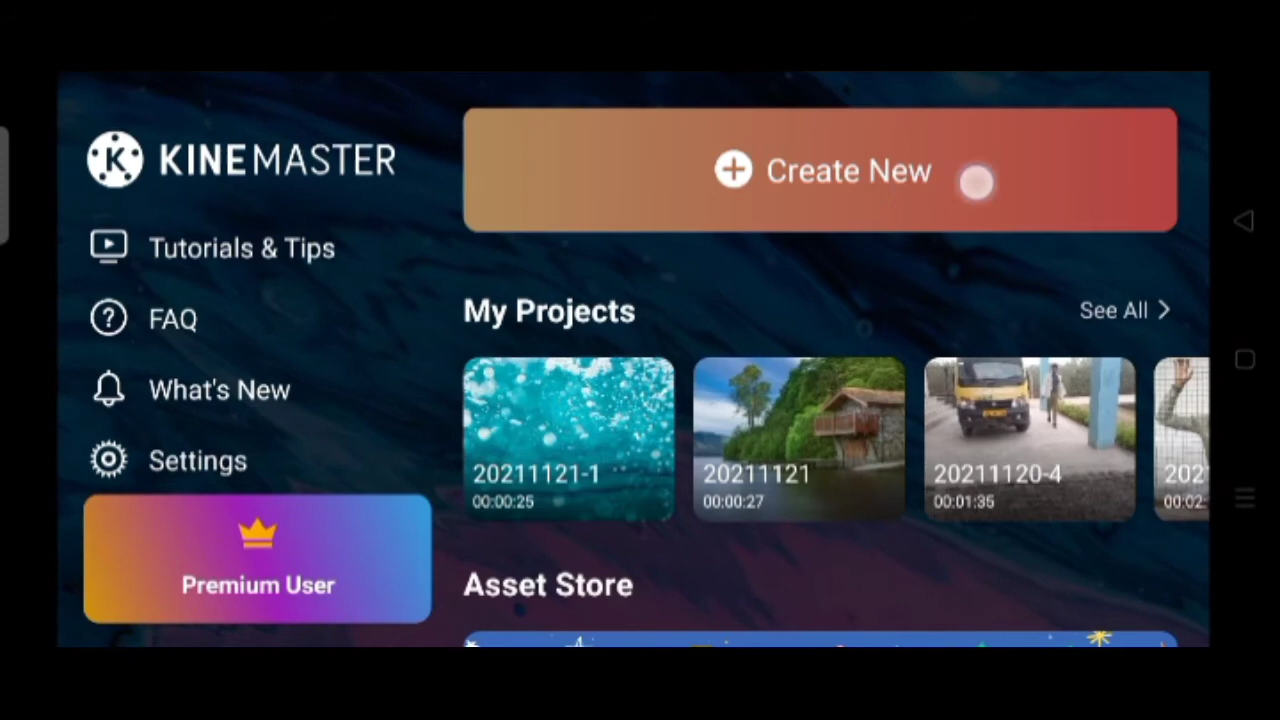 KINEMASTER
Tutorials & Tips
FAQ
What's New
Settings
Premium User
Create New
My Projects
See All
20211121-1
00:00:25
20211121
00:00:27
20211120-4
00:01:35
Asset Store